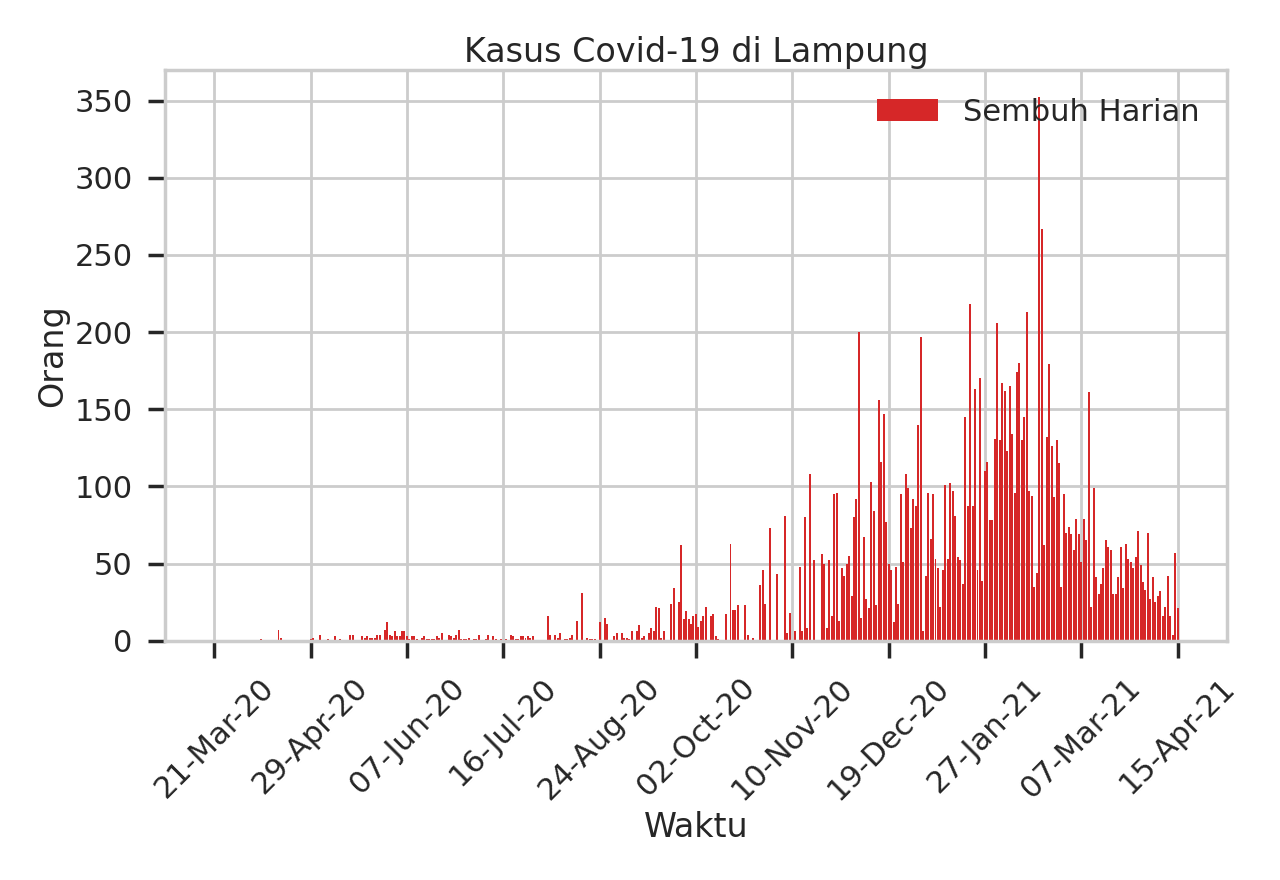 Kasus Covid-19 di Lampung
Sembuh Harian
Orang
350
300
250
200
150
100
50
0
21-Mar-20
29-Apr-20
07-Jun-20
16-Jul-20
24-Aug-20
02-Oct-20
10-Nov-20
19-Dec-20
27-Jan-21
07-Mar-21
15-Apr-21
Waktu